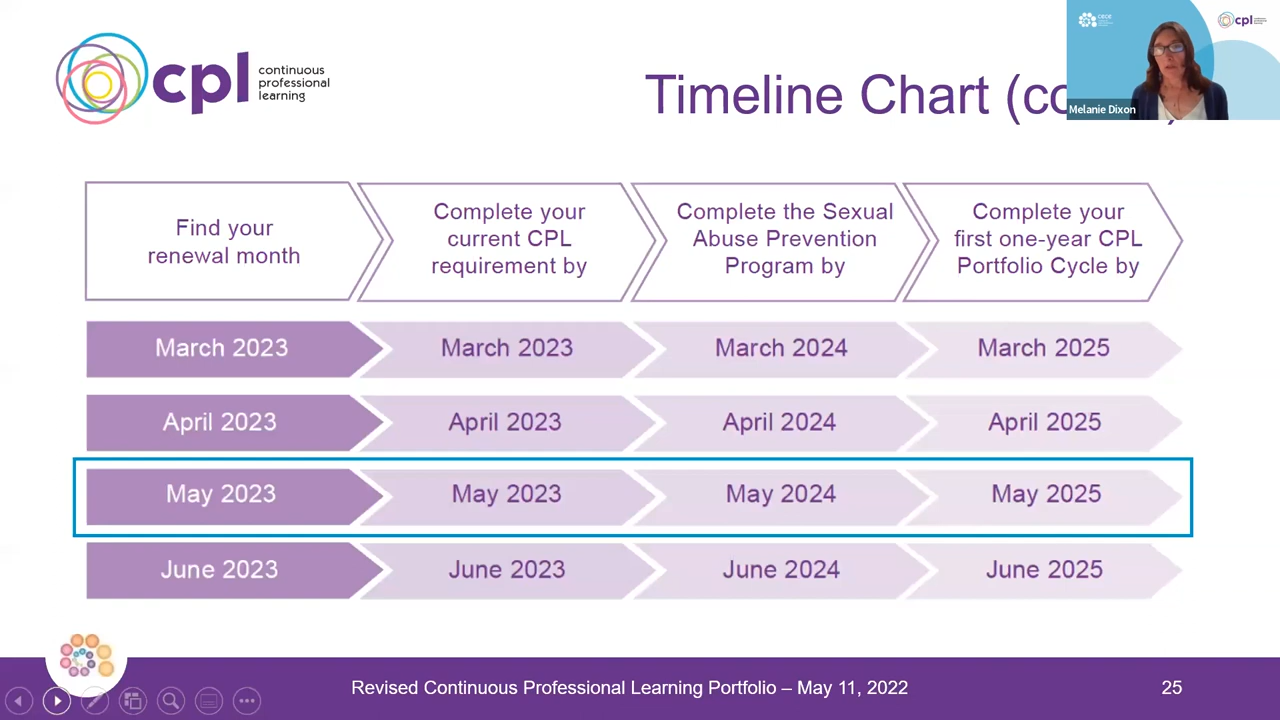 cpl continuous
professional
learning
Timeline Chart
CECE
cpl
Melanie Dixon
Find your
renewal month
Complete your
current CPL
requirement by
Complete the Sexual
Abuse Prevention
Program by
Complete your
first one-year CPL
Portfolio Cycle by
March 2023 March 2023 March 2024 March 2025
April 2023 April 2023 April 2024 April 2025
May 2023 May 2023 May 2024 May 2025
June 2023 June 2023 June 2024 June 2025
Revised Continuous Professional Learning Portfolio – May 11, 2022
25